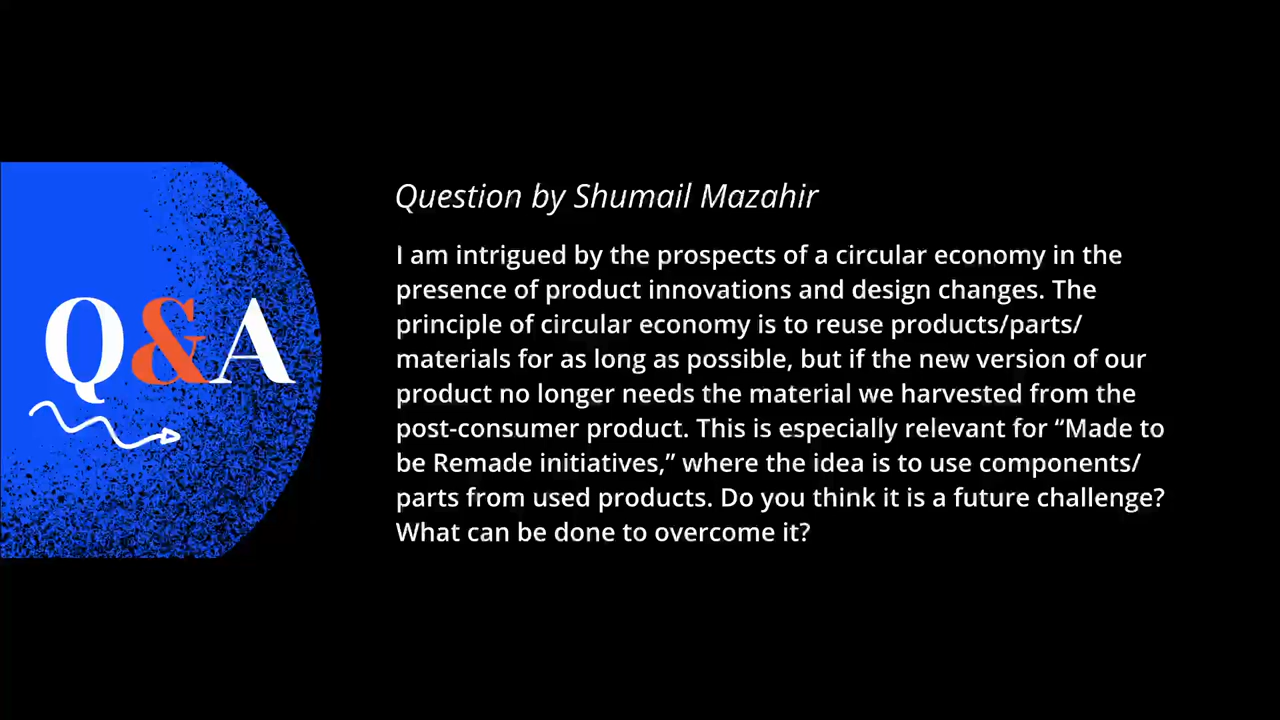 Q&A
Question by Shumail Mazahir
I am intrigued by the prospects of a circular economy in the
presence of product innovations and design changes. The
principle of circular economy is to reuse products/parts/
materials for as long as possible, but if the new version of our
product no longer needs the material we harvested from the
post-consumer product. This is especially relevant for “Made to
be Remade initiatives,” where the idea is to use components/
parts from used products. Do you think it is a future challenge?
What can be done to overcome it?